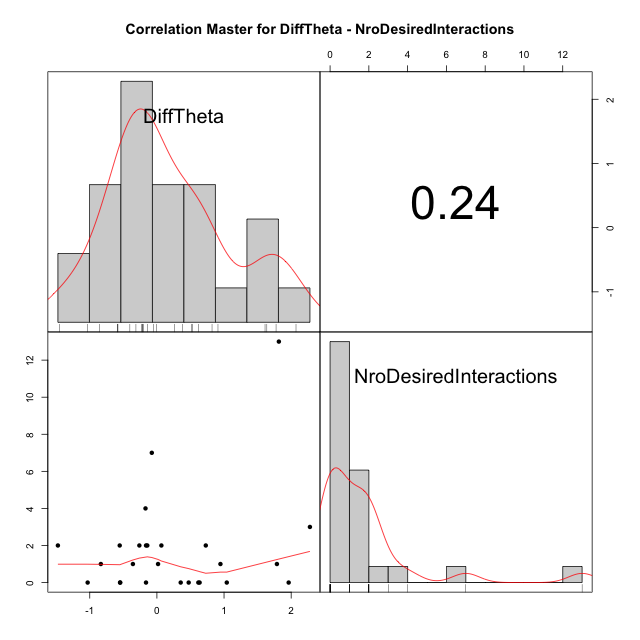 Correlation Master for DiffTheta - NroDesiredInteractions
0 2 4 6 8 10 12
DiffTheta
0.24
2
1
0
-1
NroDesiredInteractions
12
10
8
6
4
2
0
-1 0 1 2